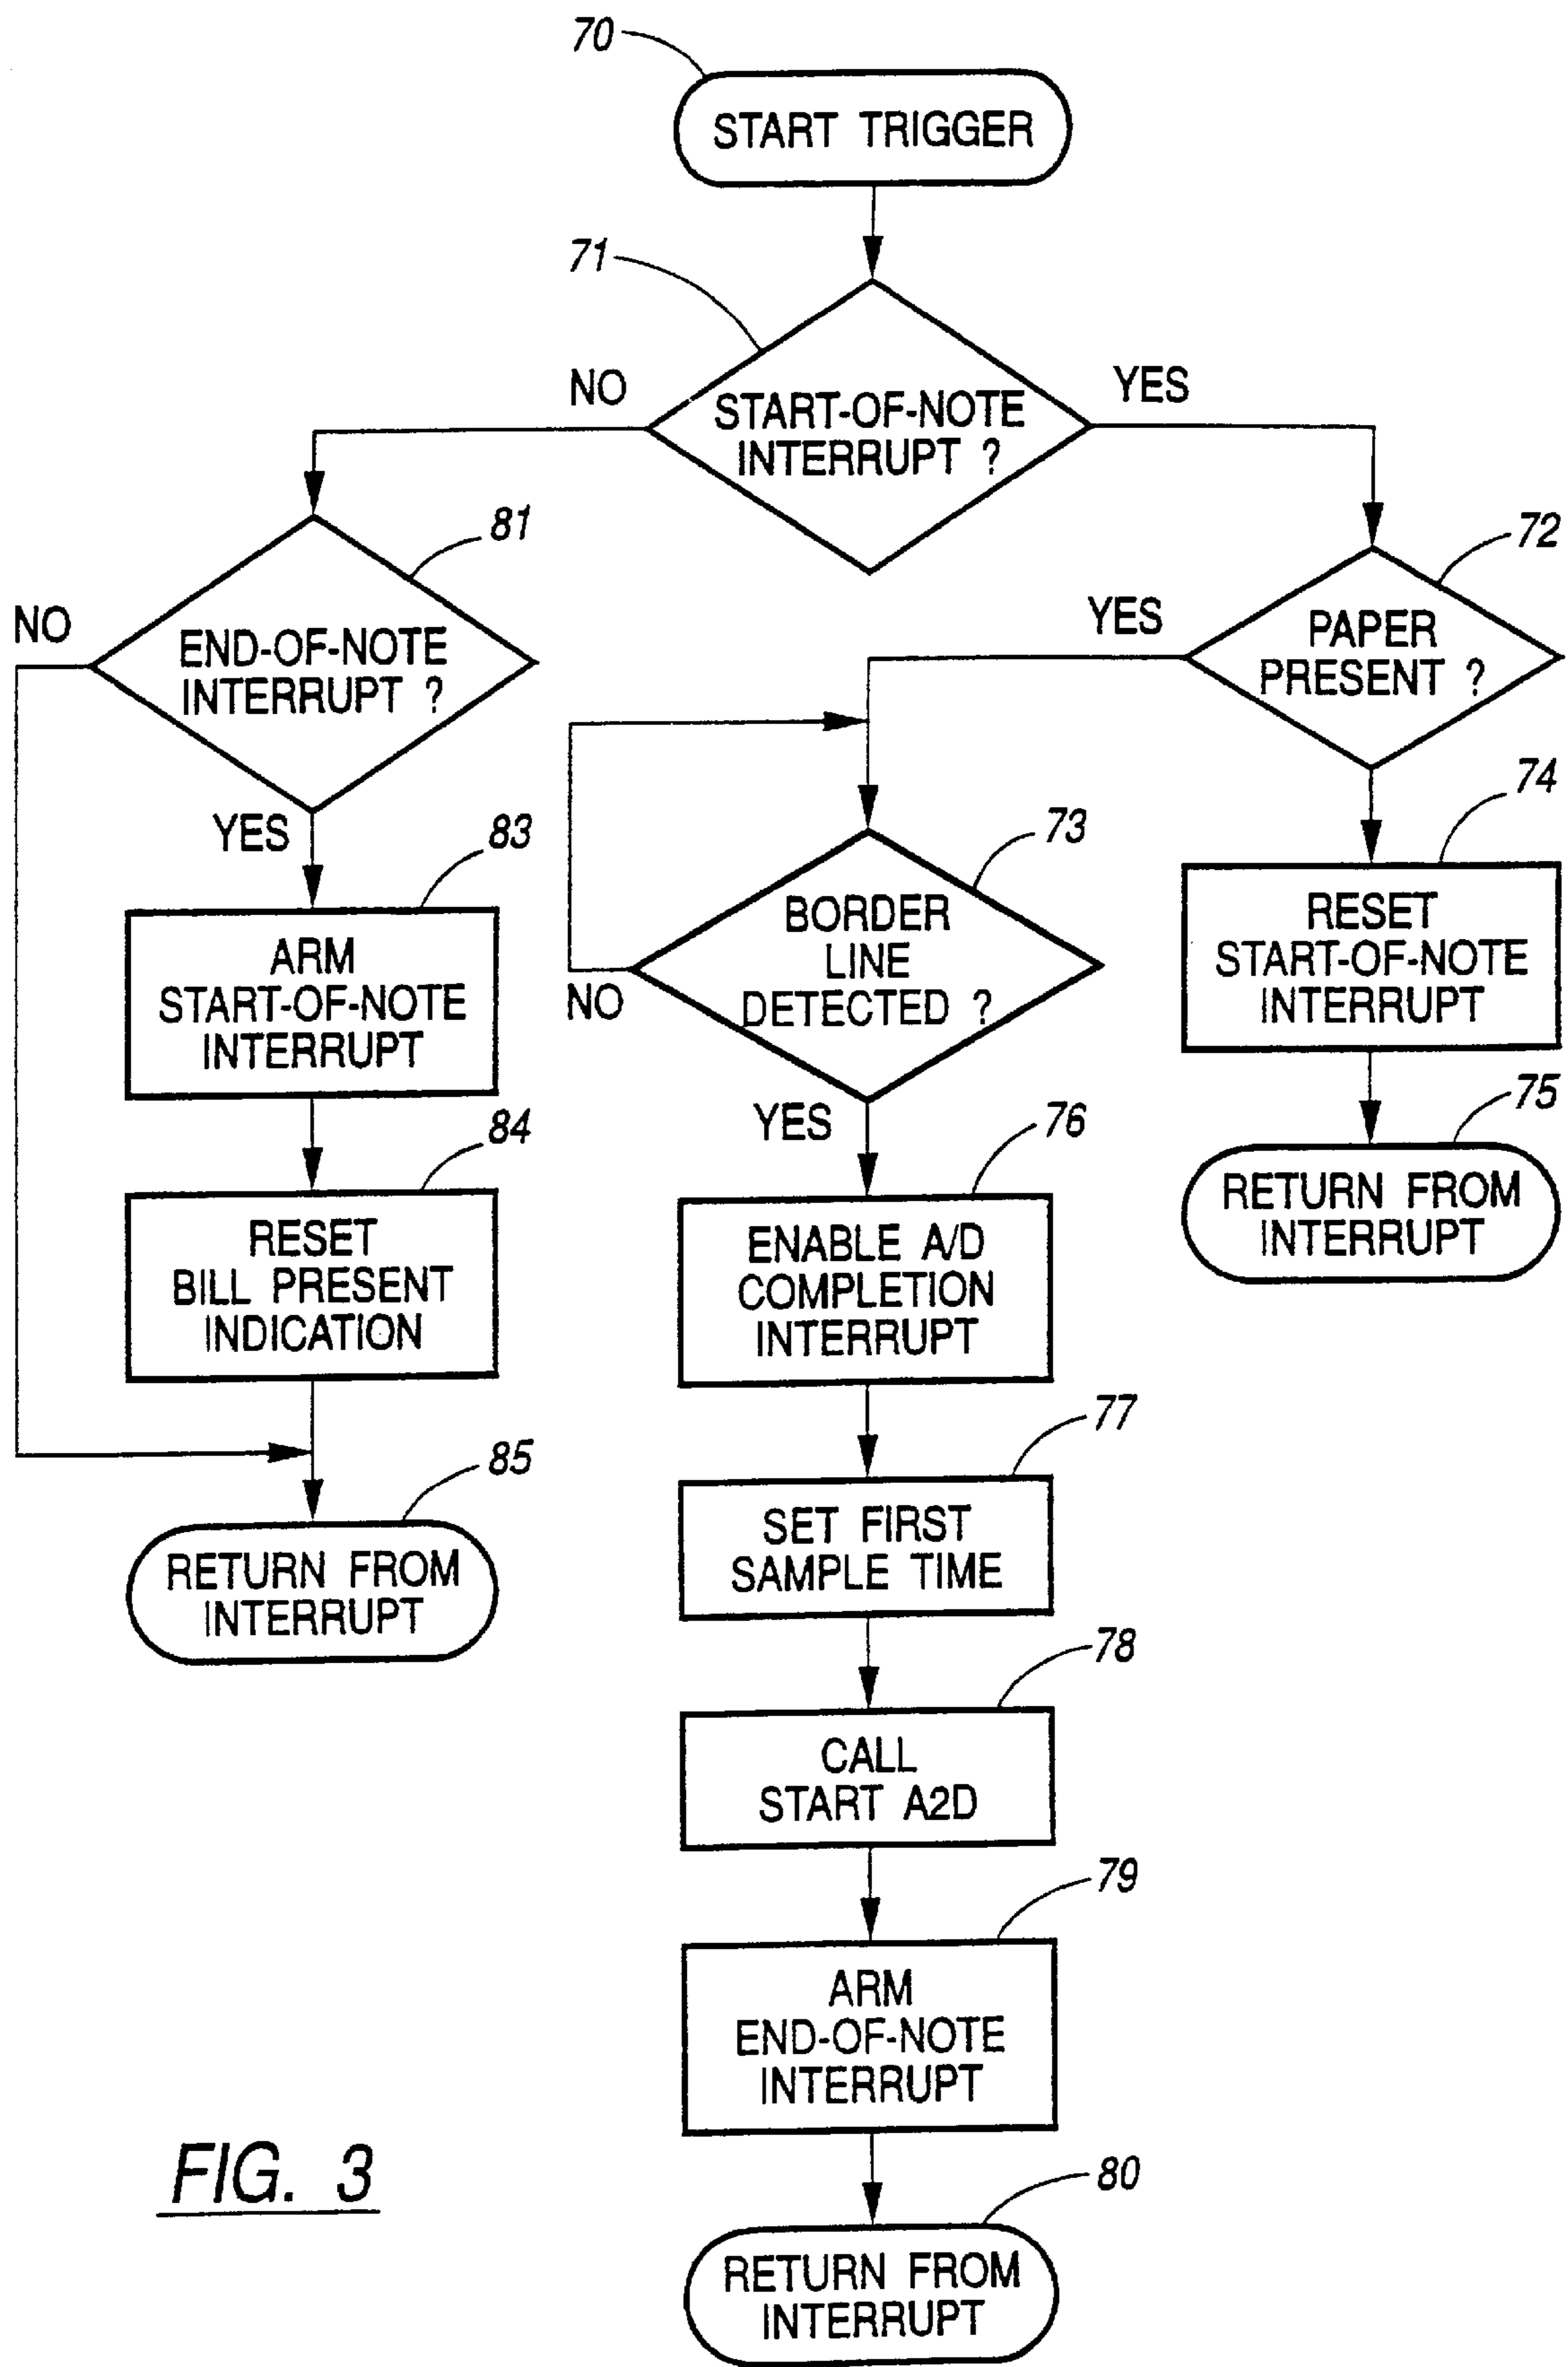 70
START TRIGGER
71
NO
YES
START-OF-NOTE
INTERRUPT ?
81
72
NO
END-OF-NOTE
INTERRUPT ?
YES
PAPER
PRESENT ?
YES
83
73
74
ARM
START-OF-NOTE
INTERRUPT
BORDER
LINE
DETECTED ?
NO
RESET
START-OF-NOTE
INTERRUPT
84
YES
76
75
RESET
BILL PRESENT
INDICATION
ENABLE A/D
COMPLETION
INTERRUPT
RETURN FROM
INTERRUPT
85
77
RETURN FROM
INTERRUPT
SET FIRST
SAMPLE TIME
78
CALL
START A2D
79
ARM
END-OF-NOTE
INTERRUPT
80
RETURN FROM
INTERRUPT
FIG. 3